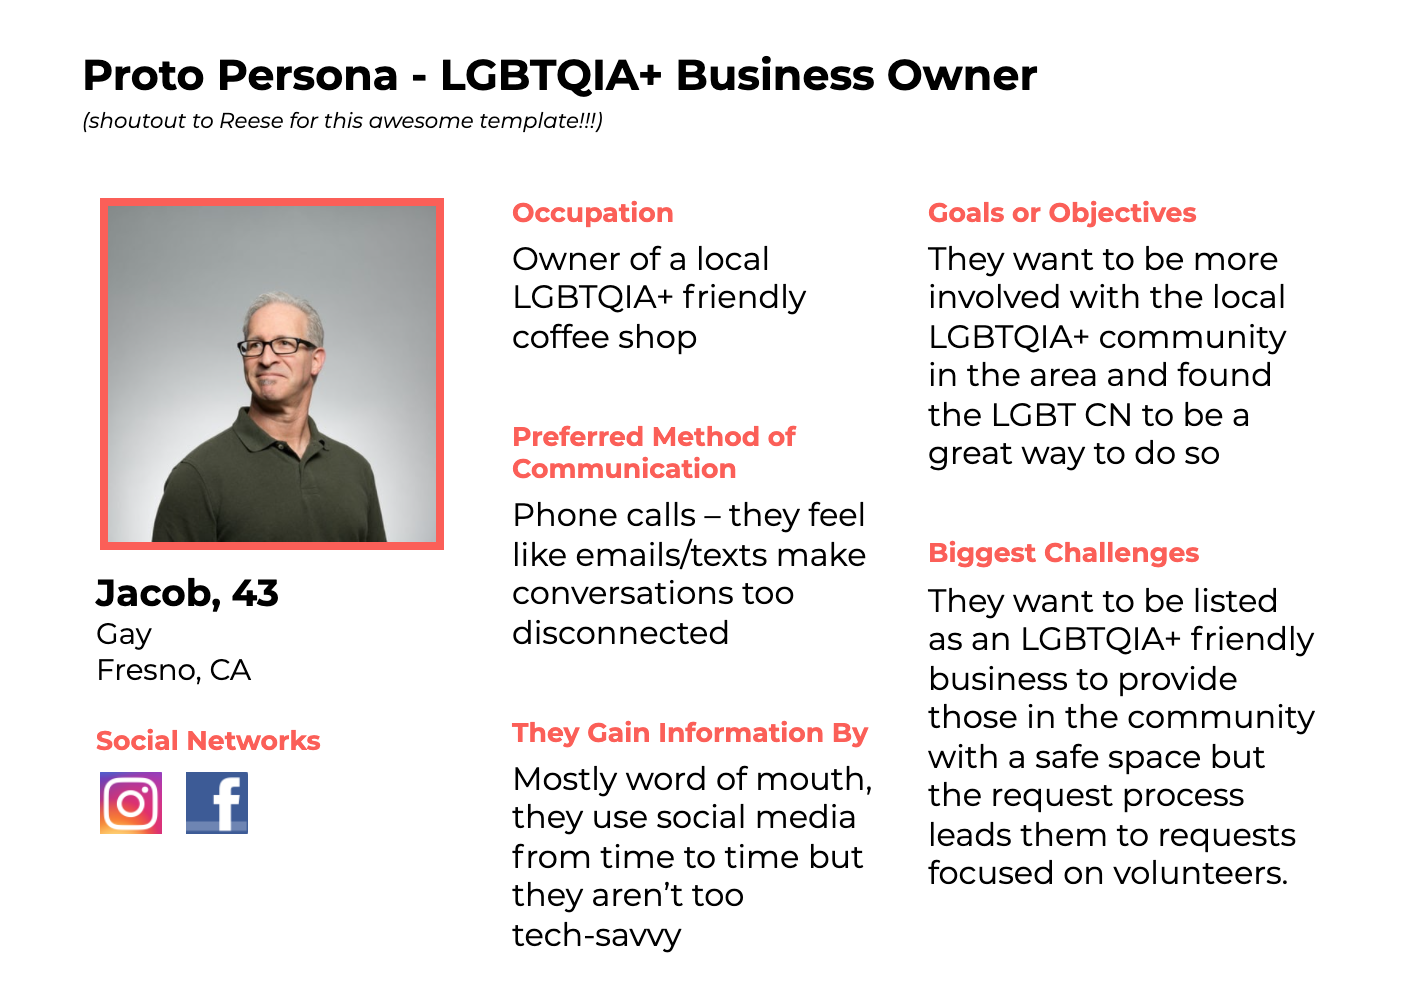 Proto Persona - LGBTQIA+ Business Owner
(shoutout to Reese for this awesome template!!!)
Jacob, 43
Gay
Fresno, CA
Social Networks
Occupation
Owner of a local
LGBTQIA+ friendly
coffee shop
Preferred Method of
Communication
Phone calls – they feel
like emails/texts make
conversations too
disconnected
They Gain Information By
Mostly word of mouth,
they use social media
from time to time but
they aren’t too
tech-savvy
Goals or Objectives
They want to be more
involved with the local
LGBTQIA+ community
in the area and found
the LGBT CN to be a
great way to do so
Biggest Challenges
They want to be listed
as an LGBTQIA+ friendly
business to provide
those in the community
with a safe space but
the request process
leads them to requests
focused on volunteers.